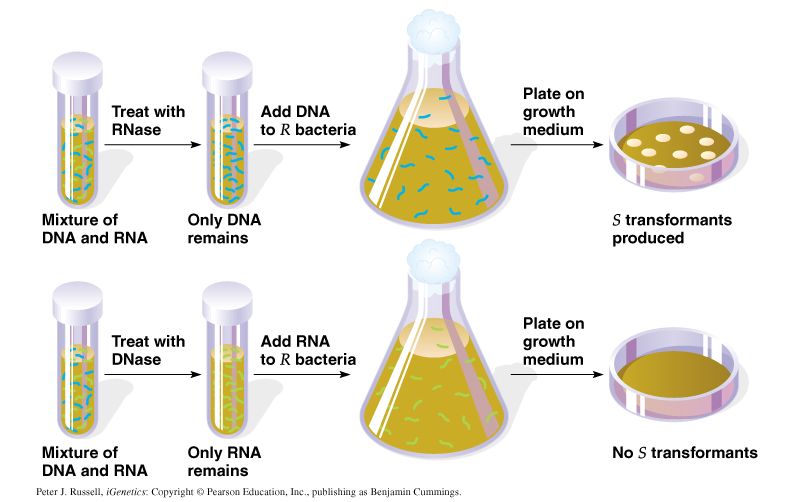 Treat with
RNase
Add DNA
to R bacteria
Plate on
growth
medium
Mixture of
DNA and RNA
Only DNA
remains
S transformants
produced
Treat with
DNase
Add RNA
to R bacteria
Plate on
growth
medium
Mixture of
DNA and RNA
Only RNA
remains
No S transformants
Peter J. Russell, iGenetics: Copyright © Pearson Education, Inc., publishing as Benjamin Cummings.